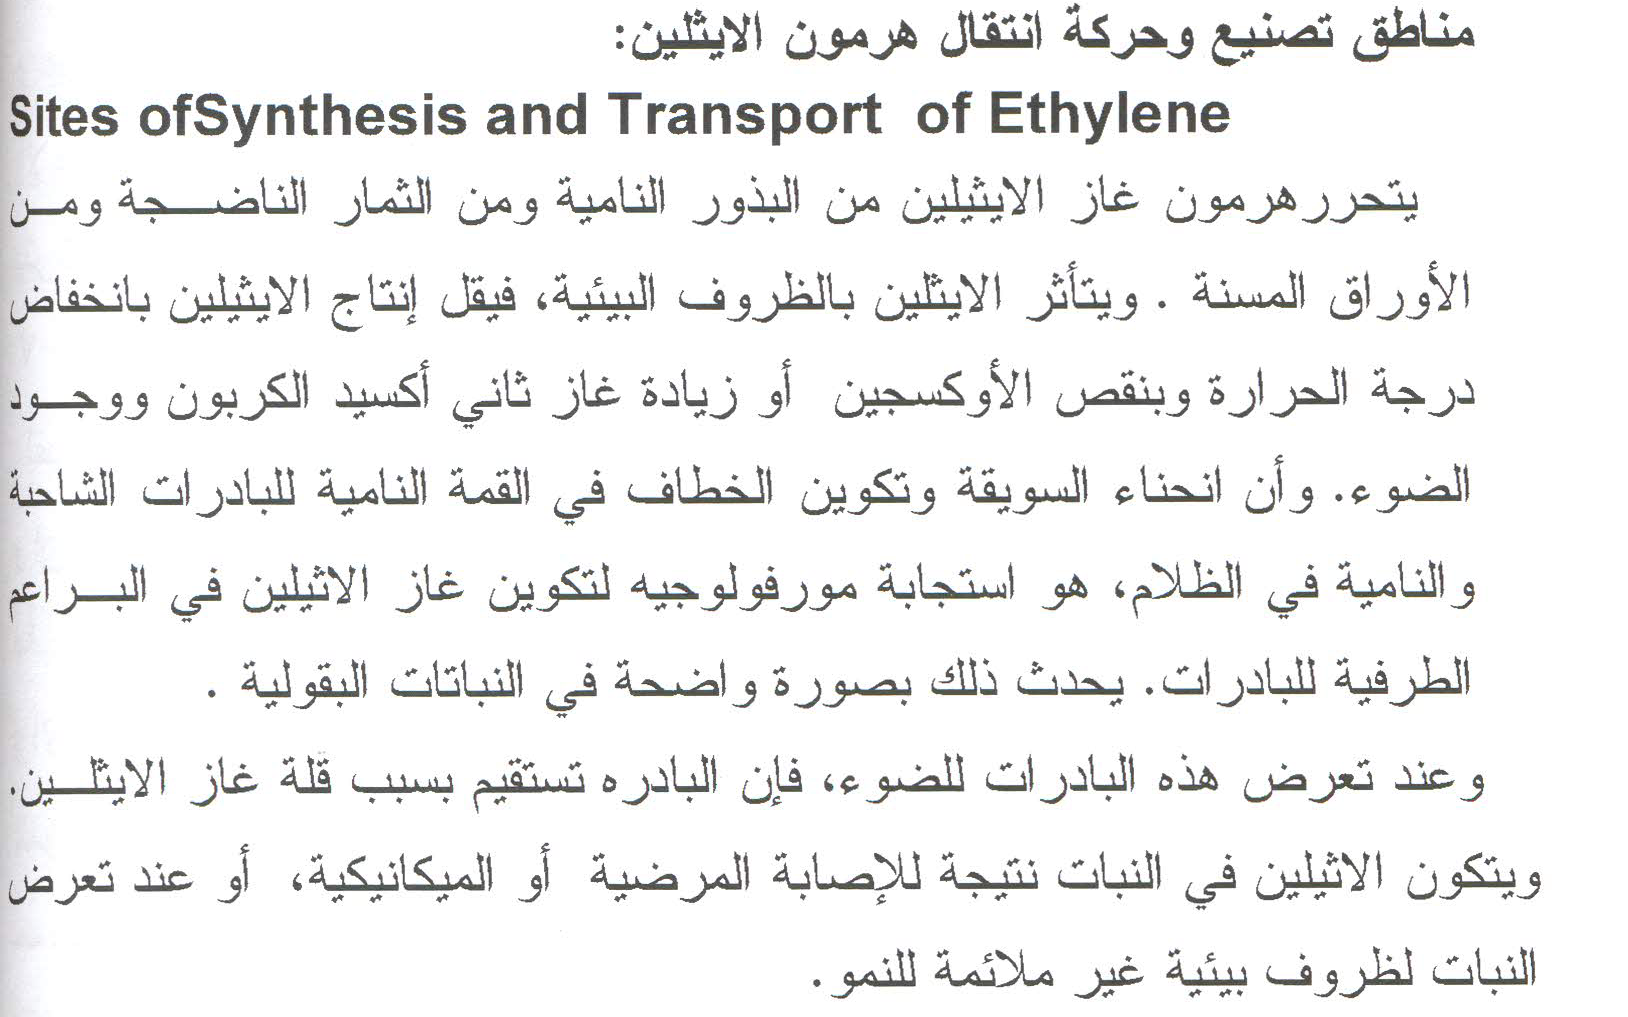 مناطق تصنيع وحركة انتقال هرمون الايثلين:
Sites ofSynthesis and Transport of Ethylene
يتحررهرمون غاز الايثيلين من البذور النامية ومن الثمار الناضجة ومن
الأوراق المسنة . ويتأثر الايثلين بالظروف البيئية، فيقل إنتاج الايثيلين بانخفاض
درجة الحرارة وبنقص الأوكسجين أو زيادة غاز ثاني أكسيد الكربون ووجود
الضوء. وأن انحناء السويقة وتكوين الخطاف في القمة النامية للبادرات الشاحبة
والنامية في الظلام، هو استجابة مورفولوجيه لتكوين غاز الاثيلين في البراعم
الطرفية للبادرات. يحدث ذلك بصورة واضحة في النباتات البقولية .
وعند تعرض هذه البادرات للضوء، فإن البادره تستقيم بسبب قلة غاز الايثلين.
ويتكون الاثيلين في النبات نتيجة للإصابة المرضية أو الميكانيكية، أو عند تعرض
النبات لظروف بيئية غير ملائمة للنمو.